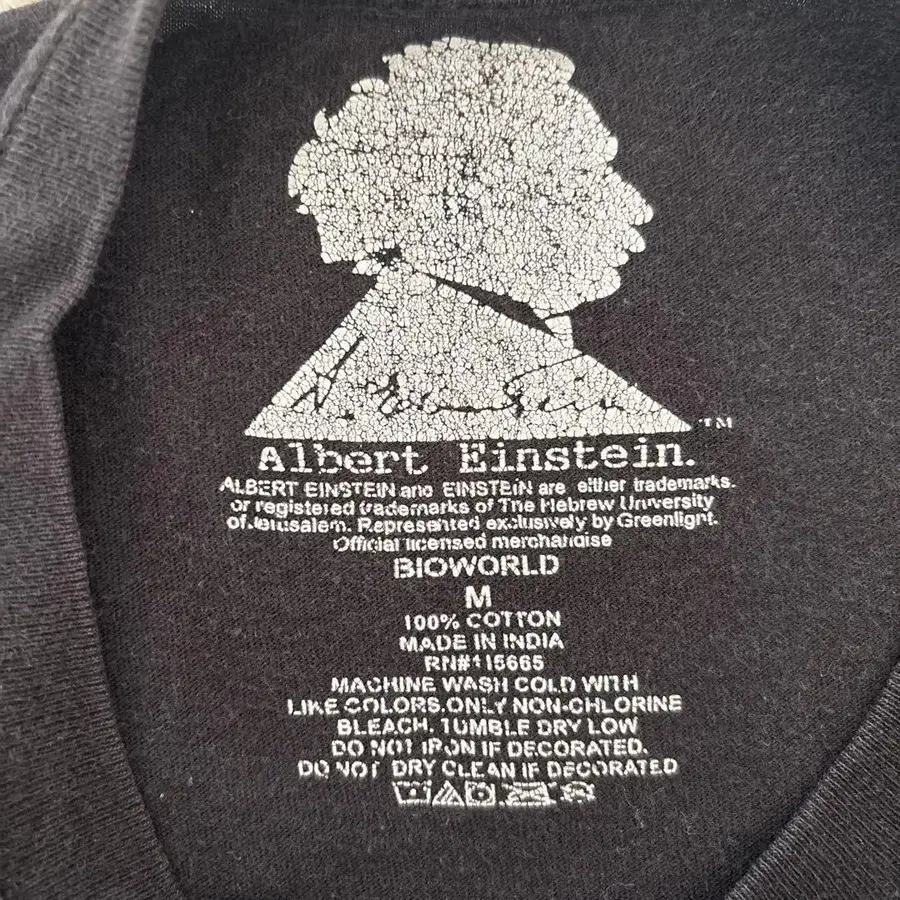 A. Einstein
TM
Albert Einstein.
ALBERT EINSTEIN and EINSTEIN are either trademarks.
or registered trademarks of The Hebrew University
of Jerusalem. Represented exclusively by Greenlight.
Official licensed merchandise
BIOWORLD
M
100% COTTON
MADE IN INDIA
RN#115665
MACHINE WASH COLD WITH
LIKE COLORS.ONLY NON-CHLORINE
BLEACH. TUMBLE DRY LOW
DO NOT IRON IF DECORATED.
DO NOT DRY CLEAN IF DECORATED